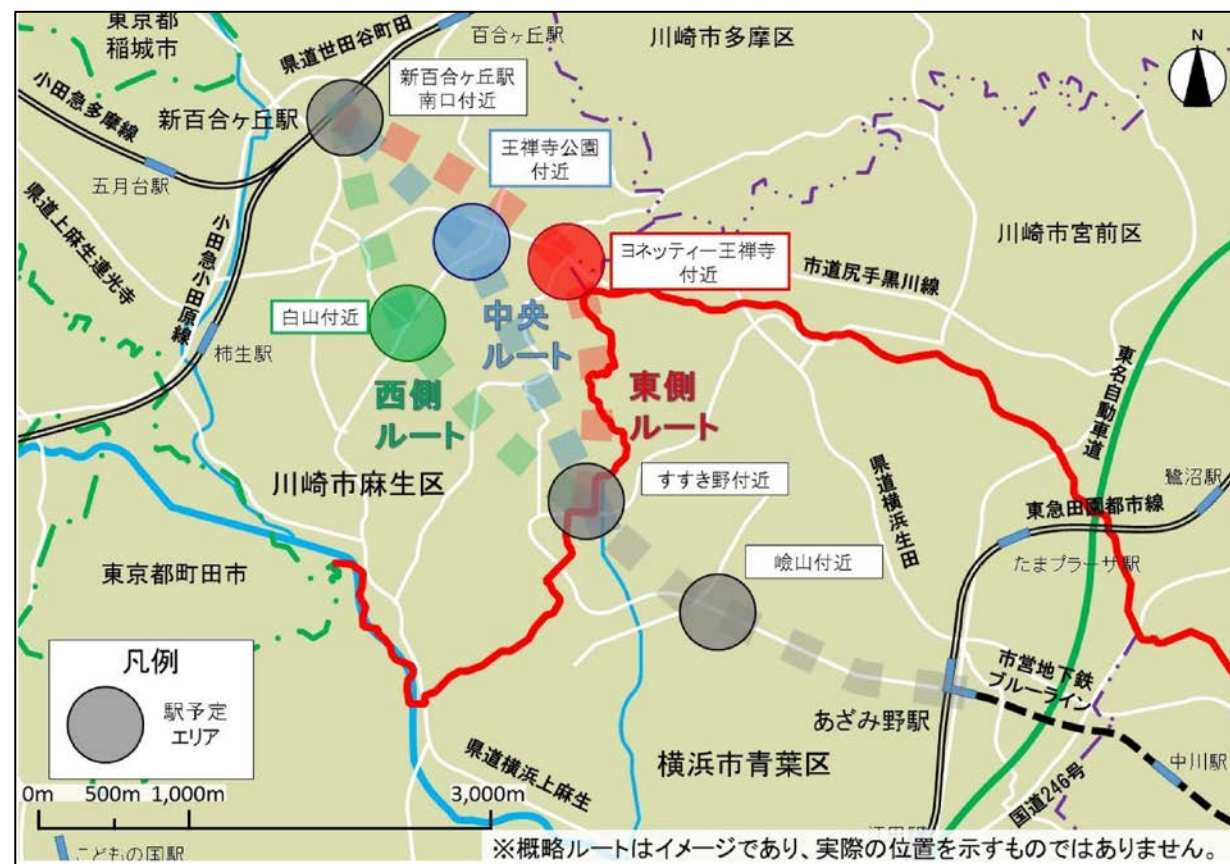 東京都
稲城市
県道世田谷町田
百合ヶ丘駅
川崎市多摩区
N
小田急多摩線
新百合ヶ丘駅
新百合ヶ丘駅
南口付近
王禅寺公園
付近
五月台駅
県道上麻生連光寺
小田急小田原線
ヨネッティー王禅寺
付近
川崎市宮前区
市道尻手黒川線
白山付近
中央
ルート
柿生駅
西側
ルート
東側
ルート
東名自動車道
川崎市麻生区
すすき野付近
県道横浜生田
鷺沼駅
東急田園都市線
たまプラーザ駅
東京都町田市
嶮山付近
凡例
駅予定
エリア
市営地下鉄
ブルーライン
あざみ野駅
中川駅
横浜市青葉区
県道横浜上麻生
国道246号
0m
500m
1,000m
3,000m
こどもの国駅
※概略ルートはイメージであり、実際の位置を示すものではありません。